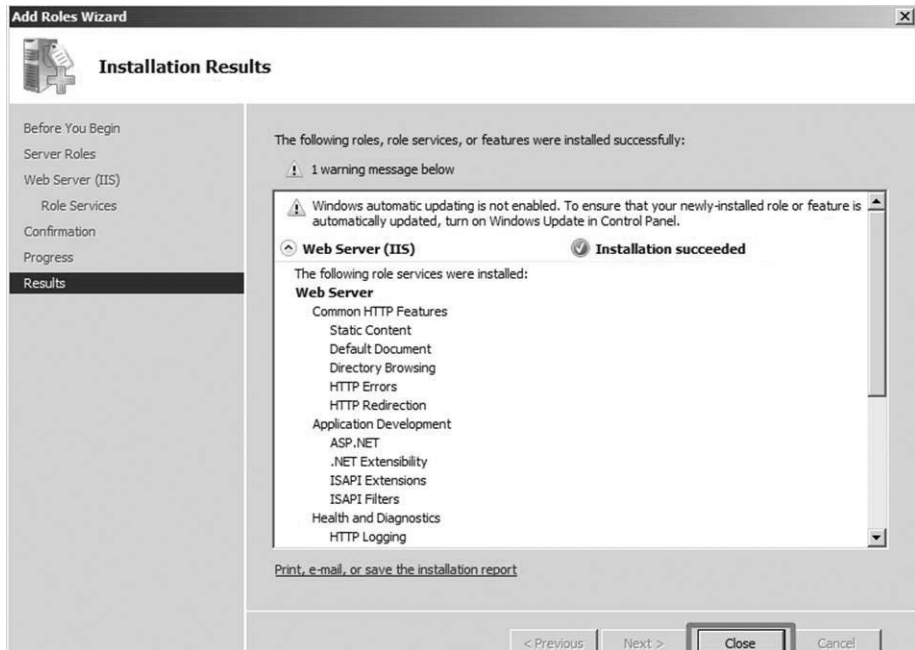 Add Roles Wizard
Installation Results
Before You Begin
Server Roles
Web Server (IIS)
Role Services
Confirmation
Progress
Results
The following roles, role services, or features were installed successfully:
1 warning message below
Windows automatic updating is not enabled. To ensure that your newly-installed role or feature is
automatically updated, turn on Windows Update in Control Panel.
Web Server (IIS) Installation succeeded
The following role services were installed:
Web Server
Common HTTP Features
Static Content
Default Document
Directory Browsing
HTTP Errors
HTTP Redirection
Application Development
ASP.NET
.NET Extensibility
ISAPI Extensions
ISAPI Filters
Health and Diagnostics
HTTP Logging
Print, e-mail, or save the installation report
< Previous Next > Close Cancel